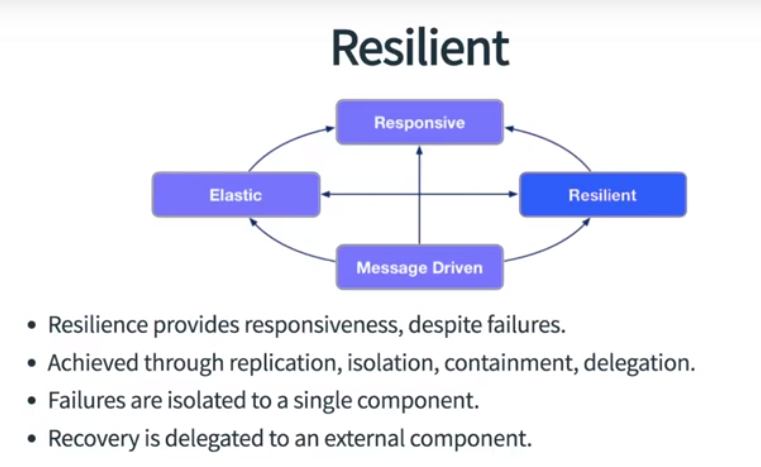 Resilient
Responsive
Elastic
Resilient
Message Driven
• Resilience provides responsiveness, despite failures.
• Achieved through replication, isolation, containment, delegation.
• Failures are isolated to a single component.
• Recovery is delegated to an external component.